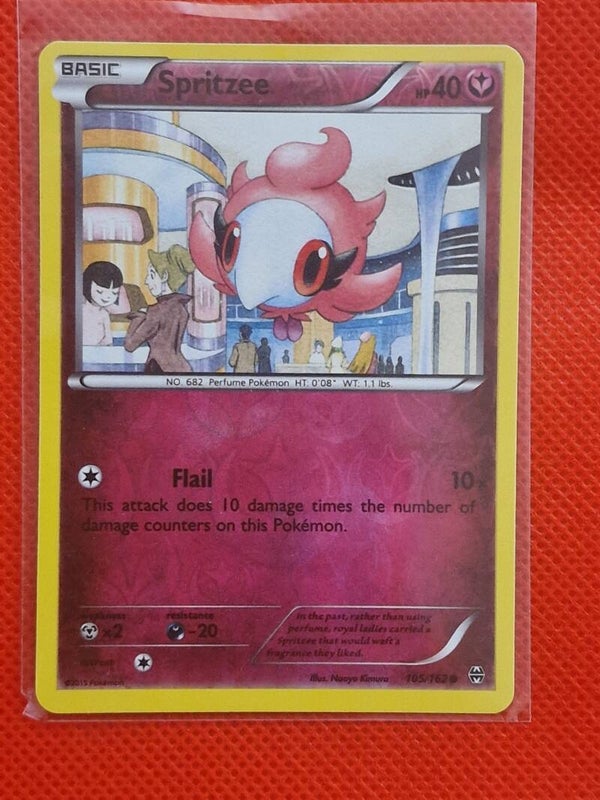 BASIC Spritzee HP 40
NO. 682 Perfume Pokémon HT: 0'08" WT: 1.1 lbs.
Flail 10×
This attack does 10 damage times the number of
damage counters on this Pokémon.
weakness resistance
×2 -20
In the past, rather than using
perfume, royal ladies carried a
Spritzee that would waft a
fragrance they liked.
retreat
©2015 Pokémon
Illus. Naoyo Kimura 105/162